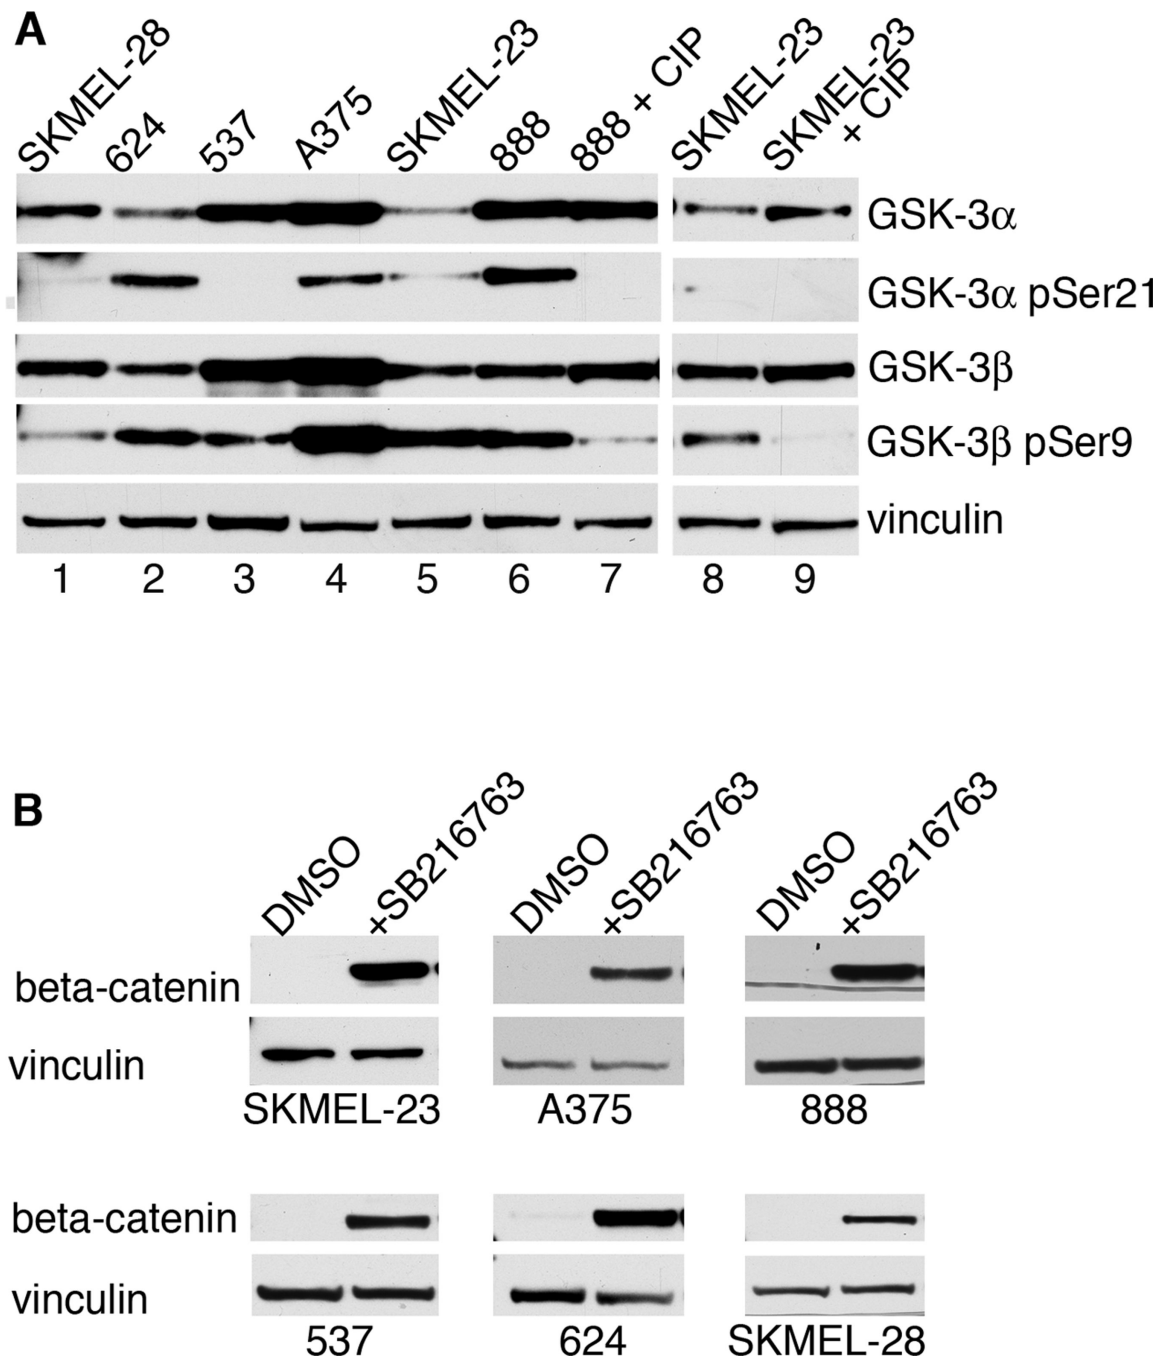 A
SKMEL-28 624 537 A375 SKMEL-23 888 888 + CIP SKMEL-23 SKMEL-23 + CIP
GSK-3α
GSK-3α pSer21
GSK-3β
GSK-3β pSer9
vinculin
1 2 3 4 5 6 7 8 9
B
DMSO +SB216763 DMSO +SB216763 DMSO +SB216763
beta-catenin
vinculin
SKMEL-23 A375 888
beta-catenin
vinculin
537 624 SKMEL-28